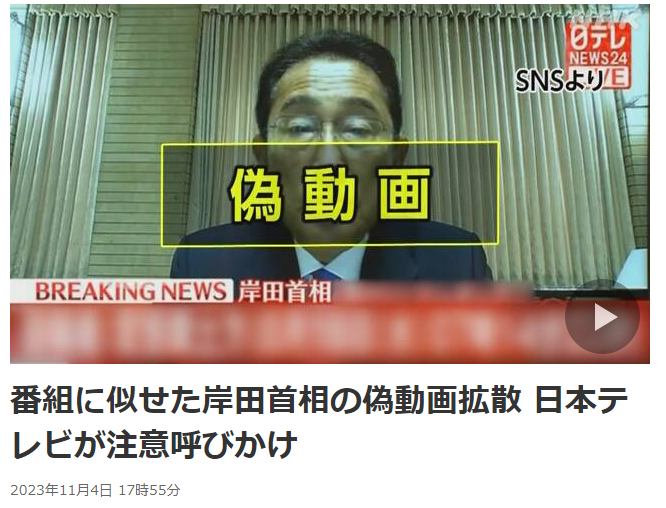 日テレ
NEWS24
SNSより
偽動画
BREAKING NEWS 岸田首相
番組に似せた岸田首相の偽動画拡散 日本テ
レビが注意呼びかけ
2023年11月4日 17時55分